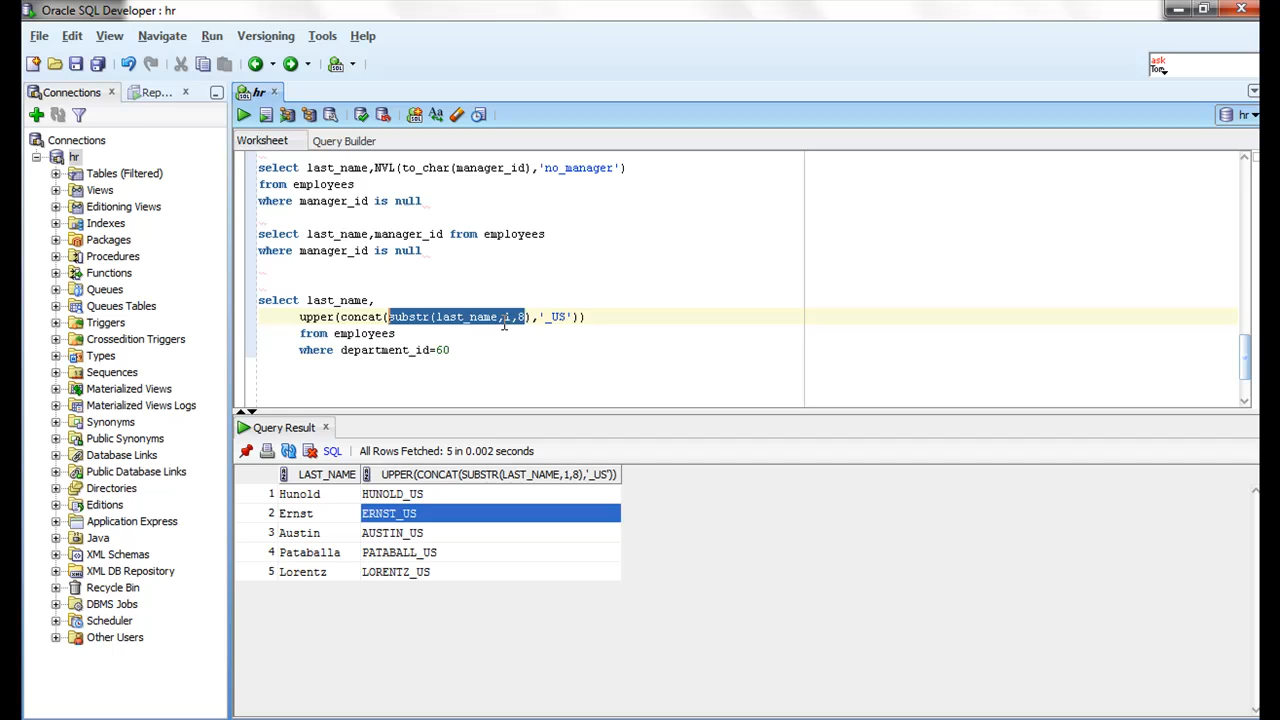 Oracle SQL Developer : hr
File Edit View Navigate Run Versioning Tools Help
ask
Tom
Connections Rep... hr
hr
Worksheet Query Builder
Connections
hr
Tables (Filtered)
Views
Editioning Views
Indexes
Packages
Procedures
Functions
Queues
Queues Tables
Triggers
Crossedition Triggers
Types
Sequences
Materialized Views
Materialized Views Logs
Synonyms
Public Synonyms
Database Links
Public Database Links
Directories
Editions
Application Express
Java
XML Schemas
XML DB Repository
Recycle Bin
DBMS Jobs
Scheduler
Other Users
select last_name,NVL(to_char(manager_id),'no_manager')
from employees
where manager_id is null
select last_name,manager_id from employees
where manager_id is null
select last_name,
upper(concat(substr(last_name,1,8),'_US'))
from employees
where department_id=60
Query Result
SQL All Rows Fetched: 5 in 0.002 seconds
LAST_NAME UPPER(CONCAT(SUBSTR(LAST_NAME,1,8),'_US'))
1 Hunold HUNOLD_US
2 Ernst ERNST_US
3 Austin AUSTIN_US
4 Pataballa PATABALL_US
5 Lorentz LORENTZ_US